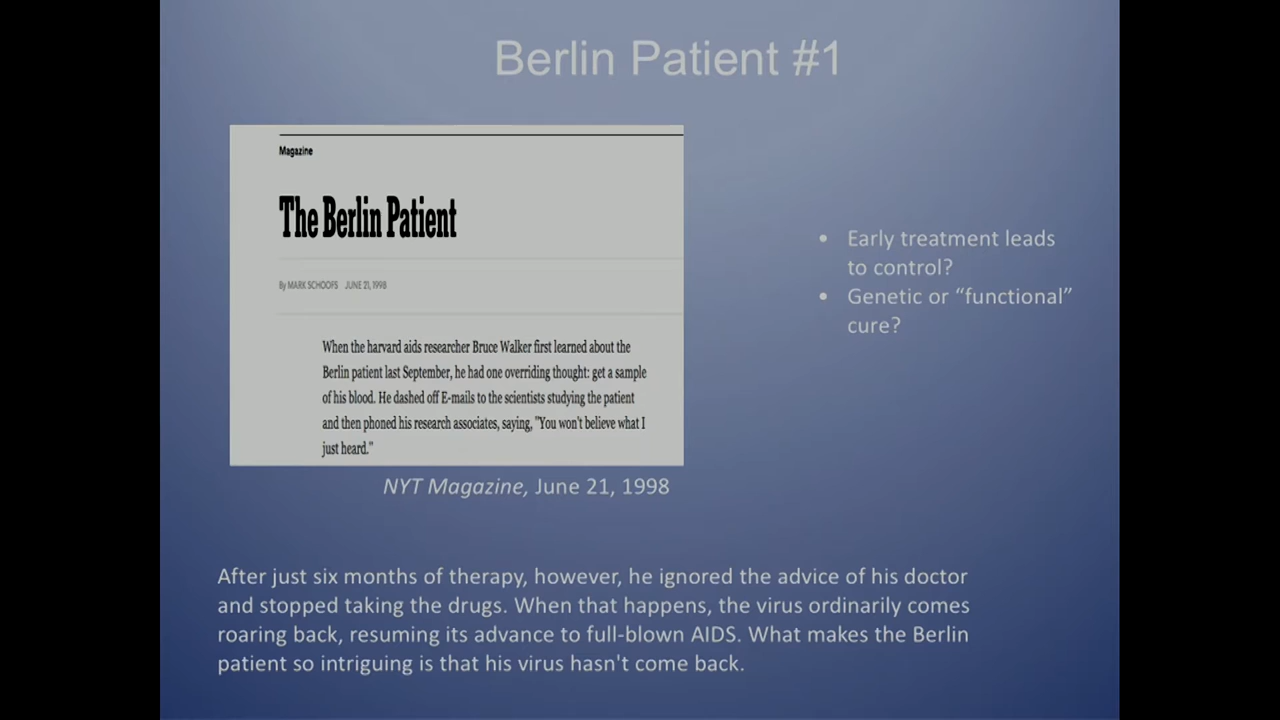 Berlin Patient #1
Magazine
The Berlin Patient
By MARK SCHOOFS JUNE 21, 1998
When the harvard aids researcher Bruce Walker first learned about the
Berlin patient last September, he had one overriding thought: get a sample
of his blood. He dashed off E-mails to the scientists studying the patient
and then phoned his research associates, saying, "You won't believe what I
just heard."
NYT Magazine, June 21, 1998
• Early treatment leads
to control?
• Genetic or “functional”
cure?
After just six months of therapy, however, he ignored the advice of his doctor
and stopped taking the drugs. When that happens, the virus ordinarily comes
roaring back, resuming its advance to full-blown AIDS. What makes the Berlin
patient so intriguing is that his virus hasn't come back.